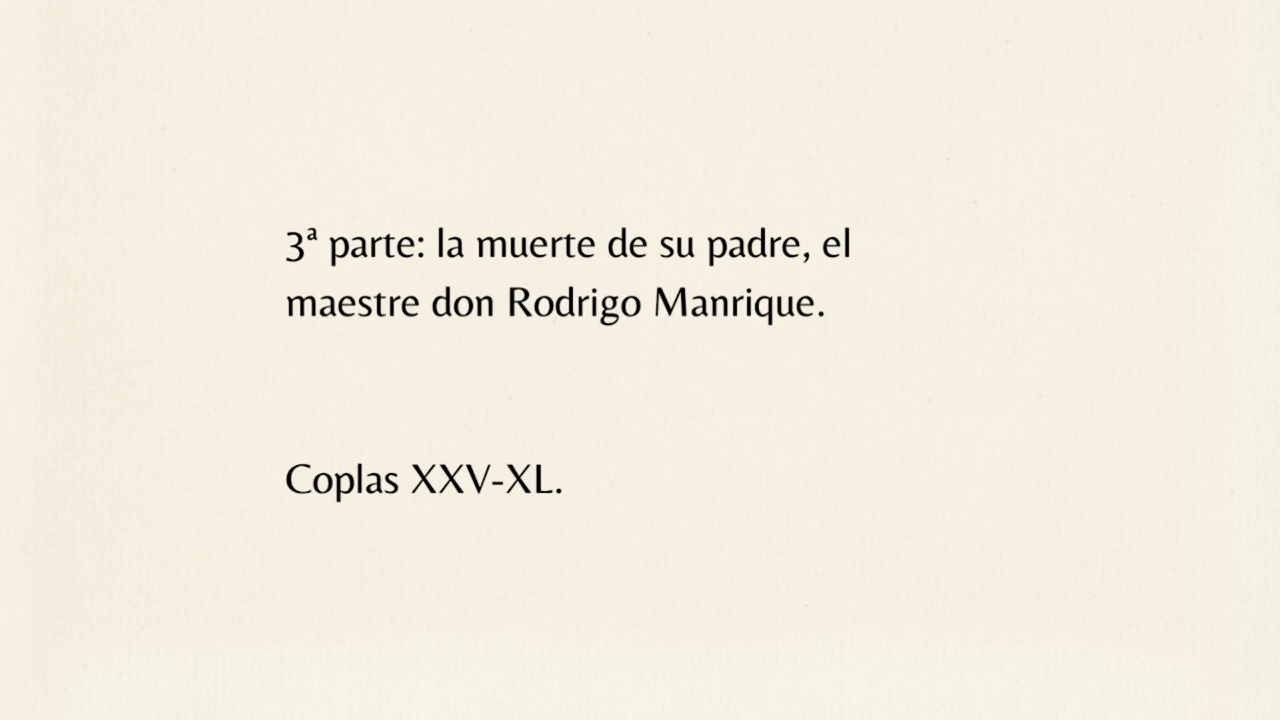 3ª parte: la muerte de su padre, el
maestre don Rodrigo Manrique.
Coplas XXV-XL.